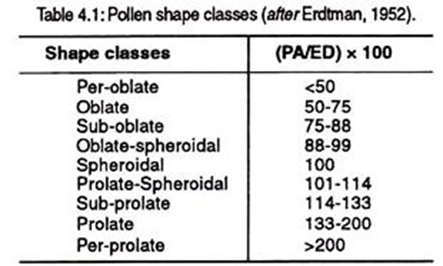 Table 4.1: Pollen shape classes (after Erdtman, 1952).
Shape classes (PA/ED) × 100
Per-oblate <50
Oblate 50-75
Sub-oblate 75-88
Oblate-spheroidal 88-99
Spheroidal 100
Prolate-Spheroidal 101-114
Sub-prolate 114-133
Prolate 133-200
Per-prolate >200